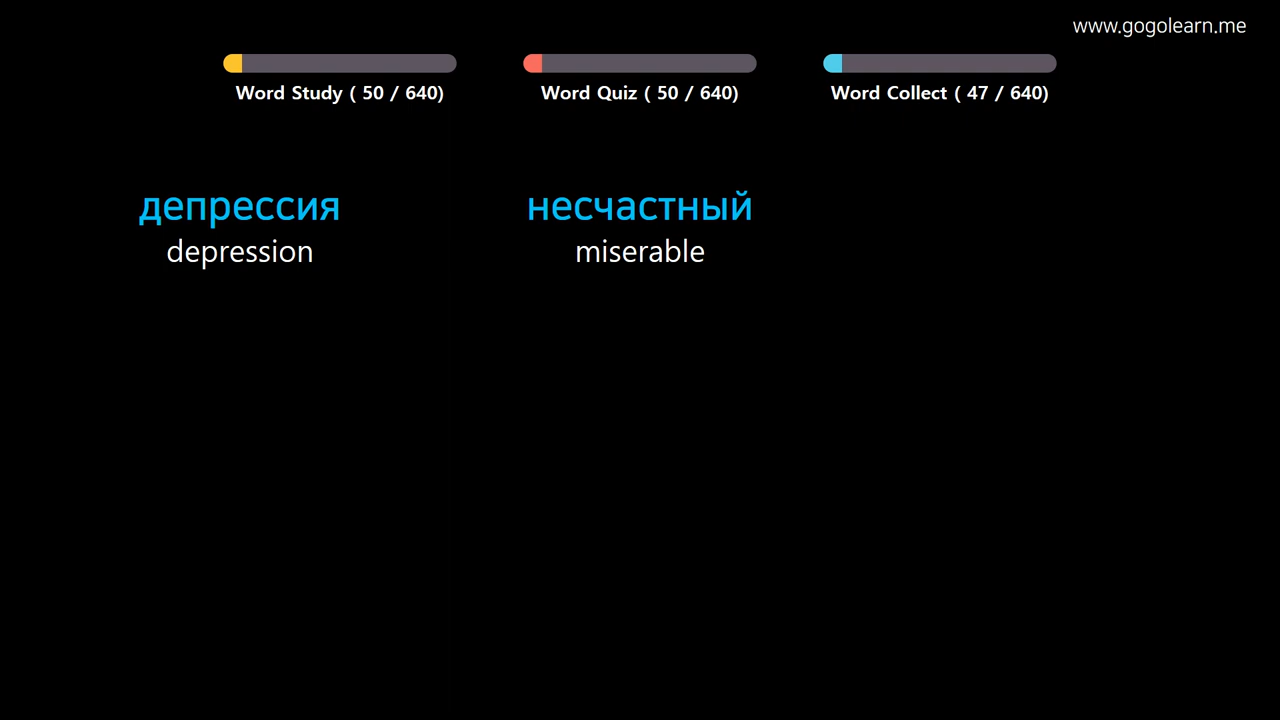 www.gogolearn.me
Word Study ( 50 / 640)
Word Quiz ( 50 / 640)
Word Collect ( 47 / 640)
депрессия
depression
несчастный
miserable